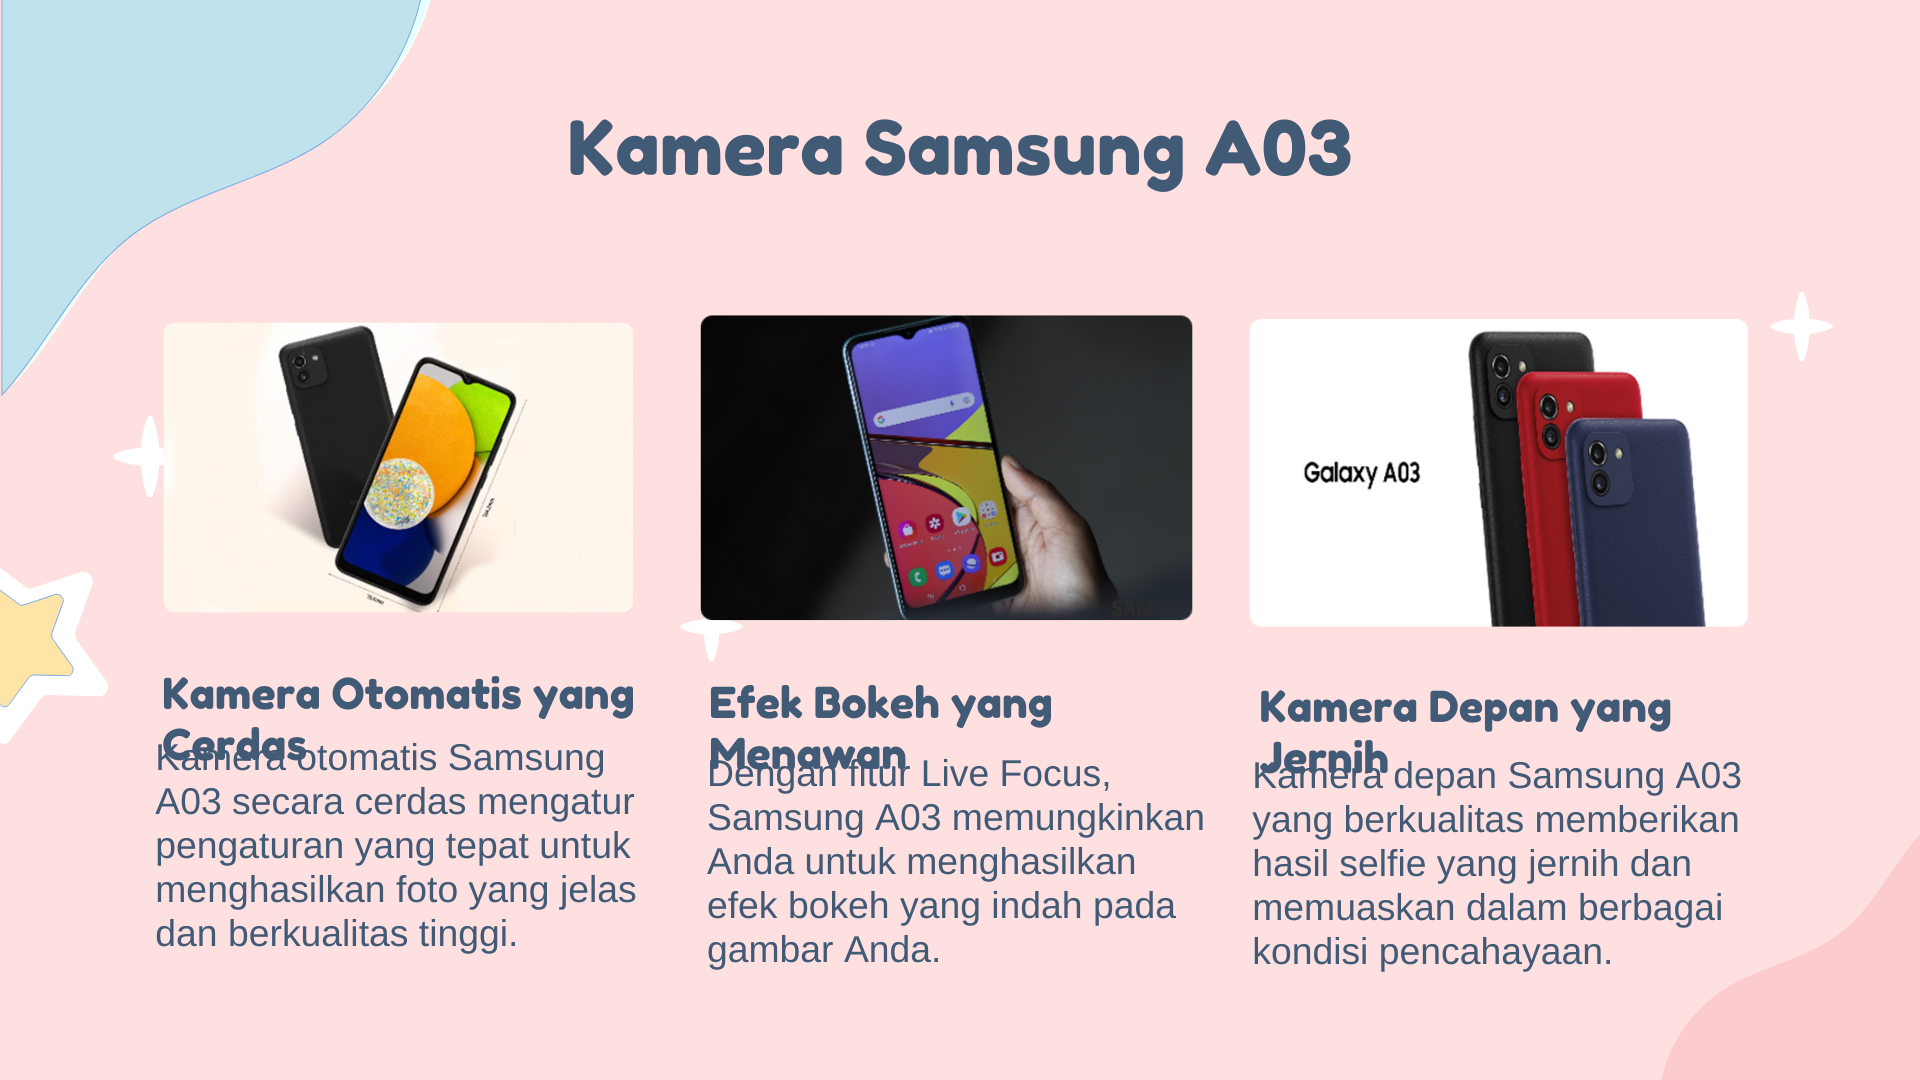 Kamera Samsung A03
Galaxy A03
Kamera Otomatis yang
Cerdas
Kamera otomatis Samsung
A03 secara cerdas mengatur
pengaturan yang tepat untuk
menghasilkan foto yang jelas
dan berkualitas tinggi.
Efek Bokeh yang
Menawan
Dengan fitur Live Focus,
Samsung A03 memungkinkan
Anda untuk menghasilkan
efek bokeh yang indah pada
gambar Anda.
Kamera Depan yang
Jernih
Kamera depan Samsung A03
yang berkualitas memberikan
hasil selfie yang jernih dan
memuaskan dalam berbagai
kondisi pencahayaan.